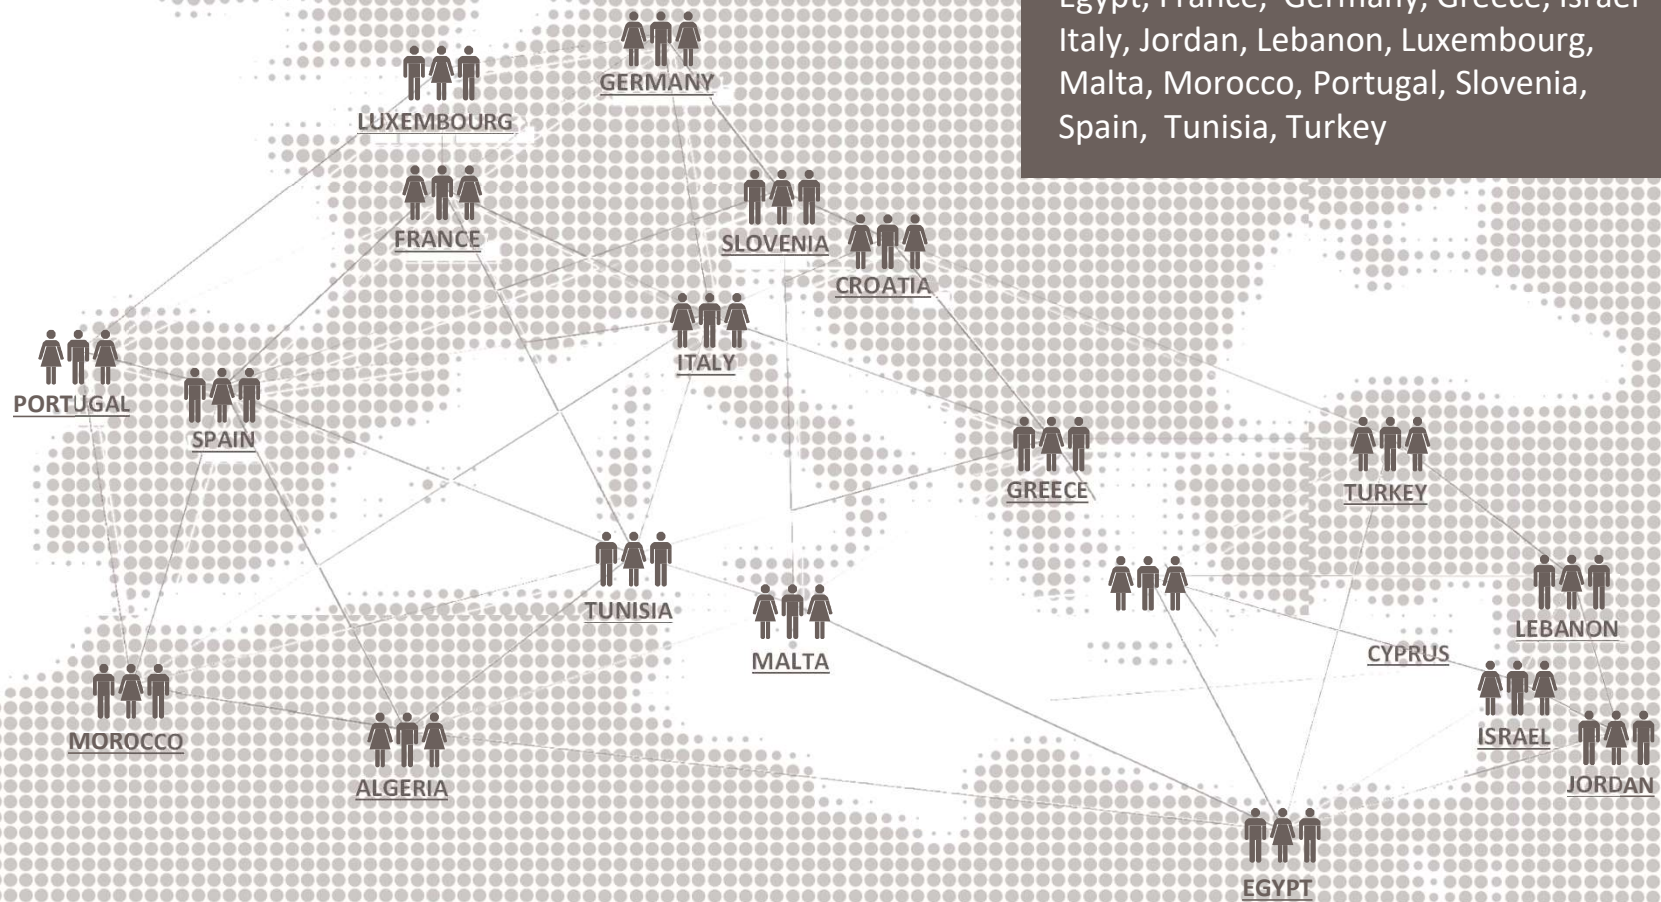 Egypt, France, Germany, Greece, Israel
Italy, Jordan, Lebanon, Luxembourg,
Malta, Morocco, Portugal, Slovenia,
Spain, Tunisia, Turkey
GERMANY
LUXEMBOURG
FRANCE
SLOVENIA
CROATIA
ITALY
PORTUGAL
SPAIN
GREECE
TURKEY
TUNISIA
LEBANON
MALTA
CYPRUS
MOROCCO
ISRAEL
ALGERIA
JORDAN
EGYPT